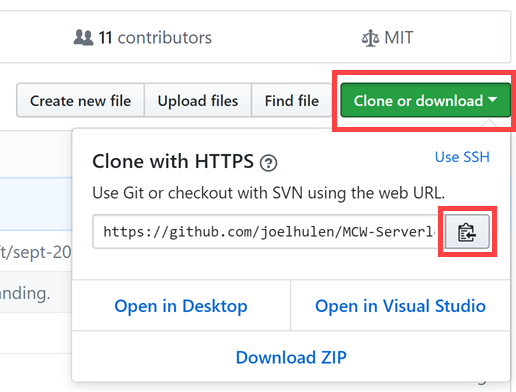 11 contributors
MIT
Create new file
Upload files
Find file
Clone or download
Clone with HTTPS ?
Use SSH
Use Git or checkout with SVN using the web URL.
https://github.com/joelhulen/MCW-Serverl
ft/sept-20
anding.
Open in Desktop
Open in Visual Studio
Download ZIP